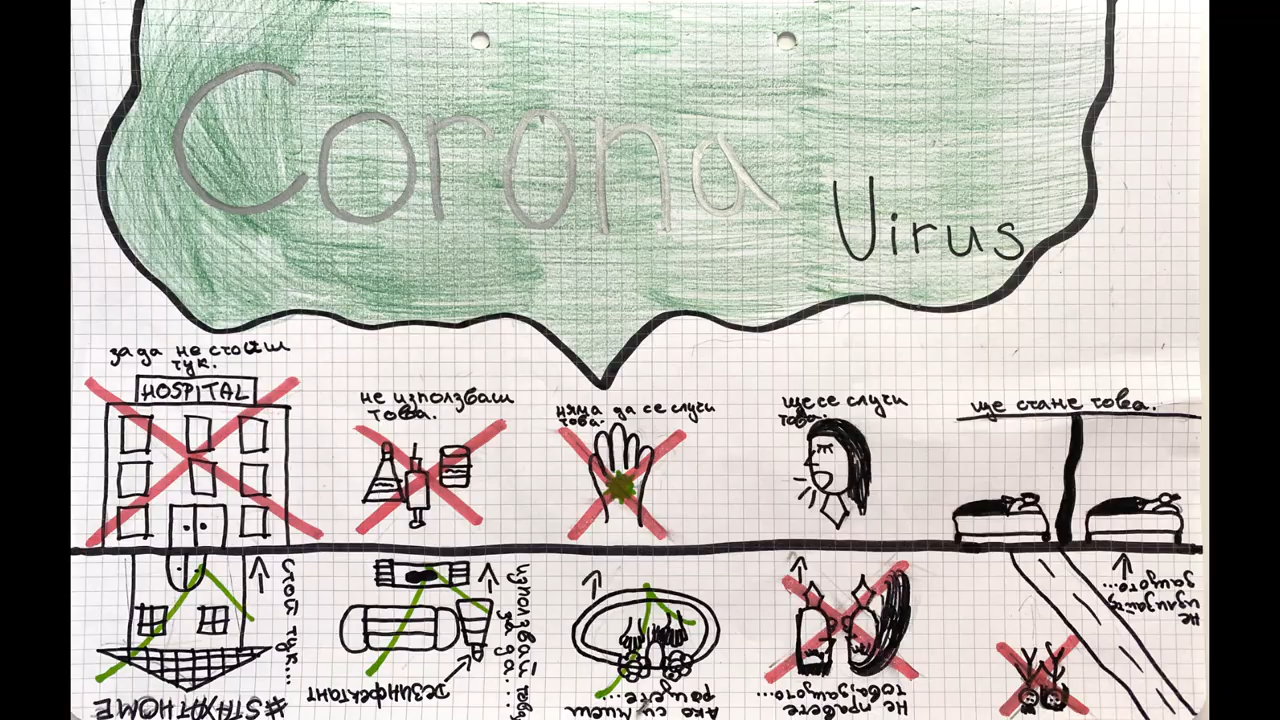 Corona
Virus
за да не стоиш
тук.
HOSPITAL
не използваш
това.
няма да се случи
това.
ще се случи
това.
ще стане това.
Стой тук...
#STAYATHOME
използвай това
за да...
дезинфектант
Ако си миеш
ръцете...
Не правете
това, защото...
не
излизайте
защото...